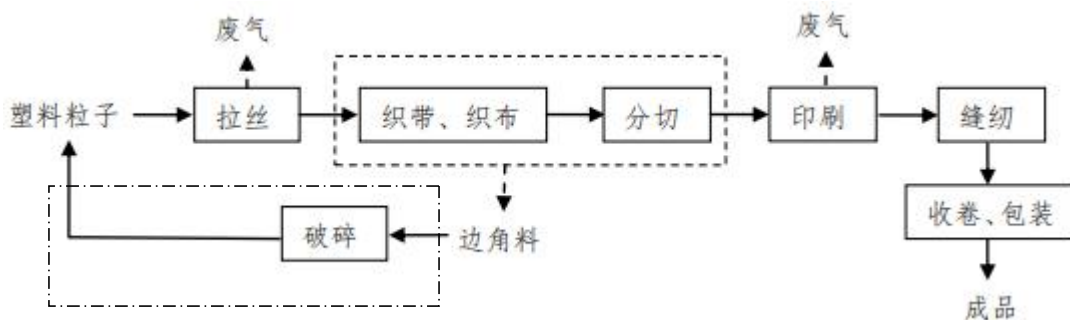 废气
废气
塑料粒子
拉丝
织带、织布
分切
印刷
缝纫
收卷、包装
破碎
边角料
成品